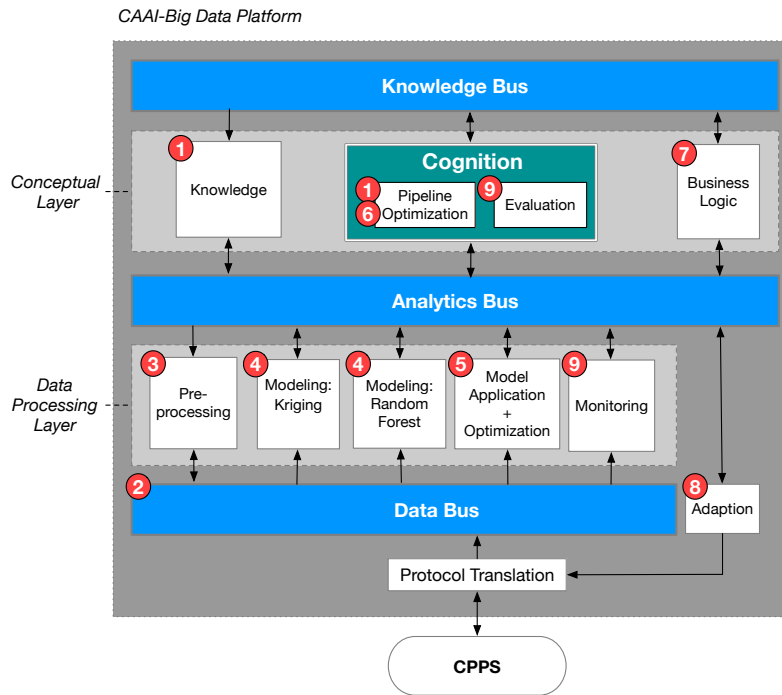 CAAI-Big Data Platform
Knowledge Bus
Conceptual
Layer
1
Knowledge
Cognition
1
6
Pipeline
Optimization
9
Evaluation
7
Business
Logic
Analytics Bus
Data
Processing
Layer
3
Pre-
processing
4
Modeling:
Kriging
4
Modeling:
Random
Forest
5
Model
Application
+
Optimization
9
Monitoring
2
Data Bus
8
Adaption
Protocol Translation
CPPS